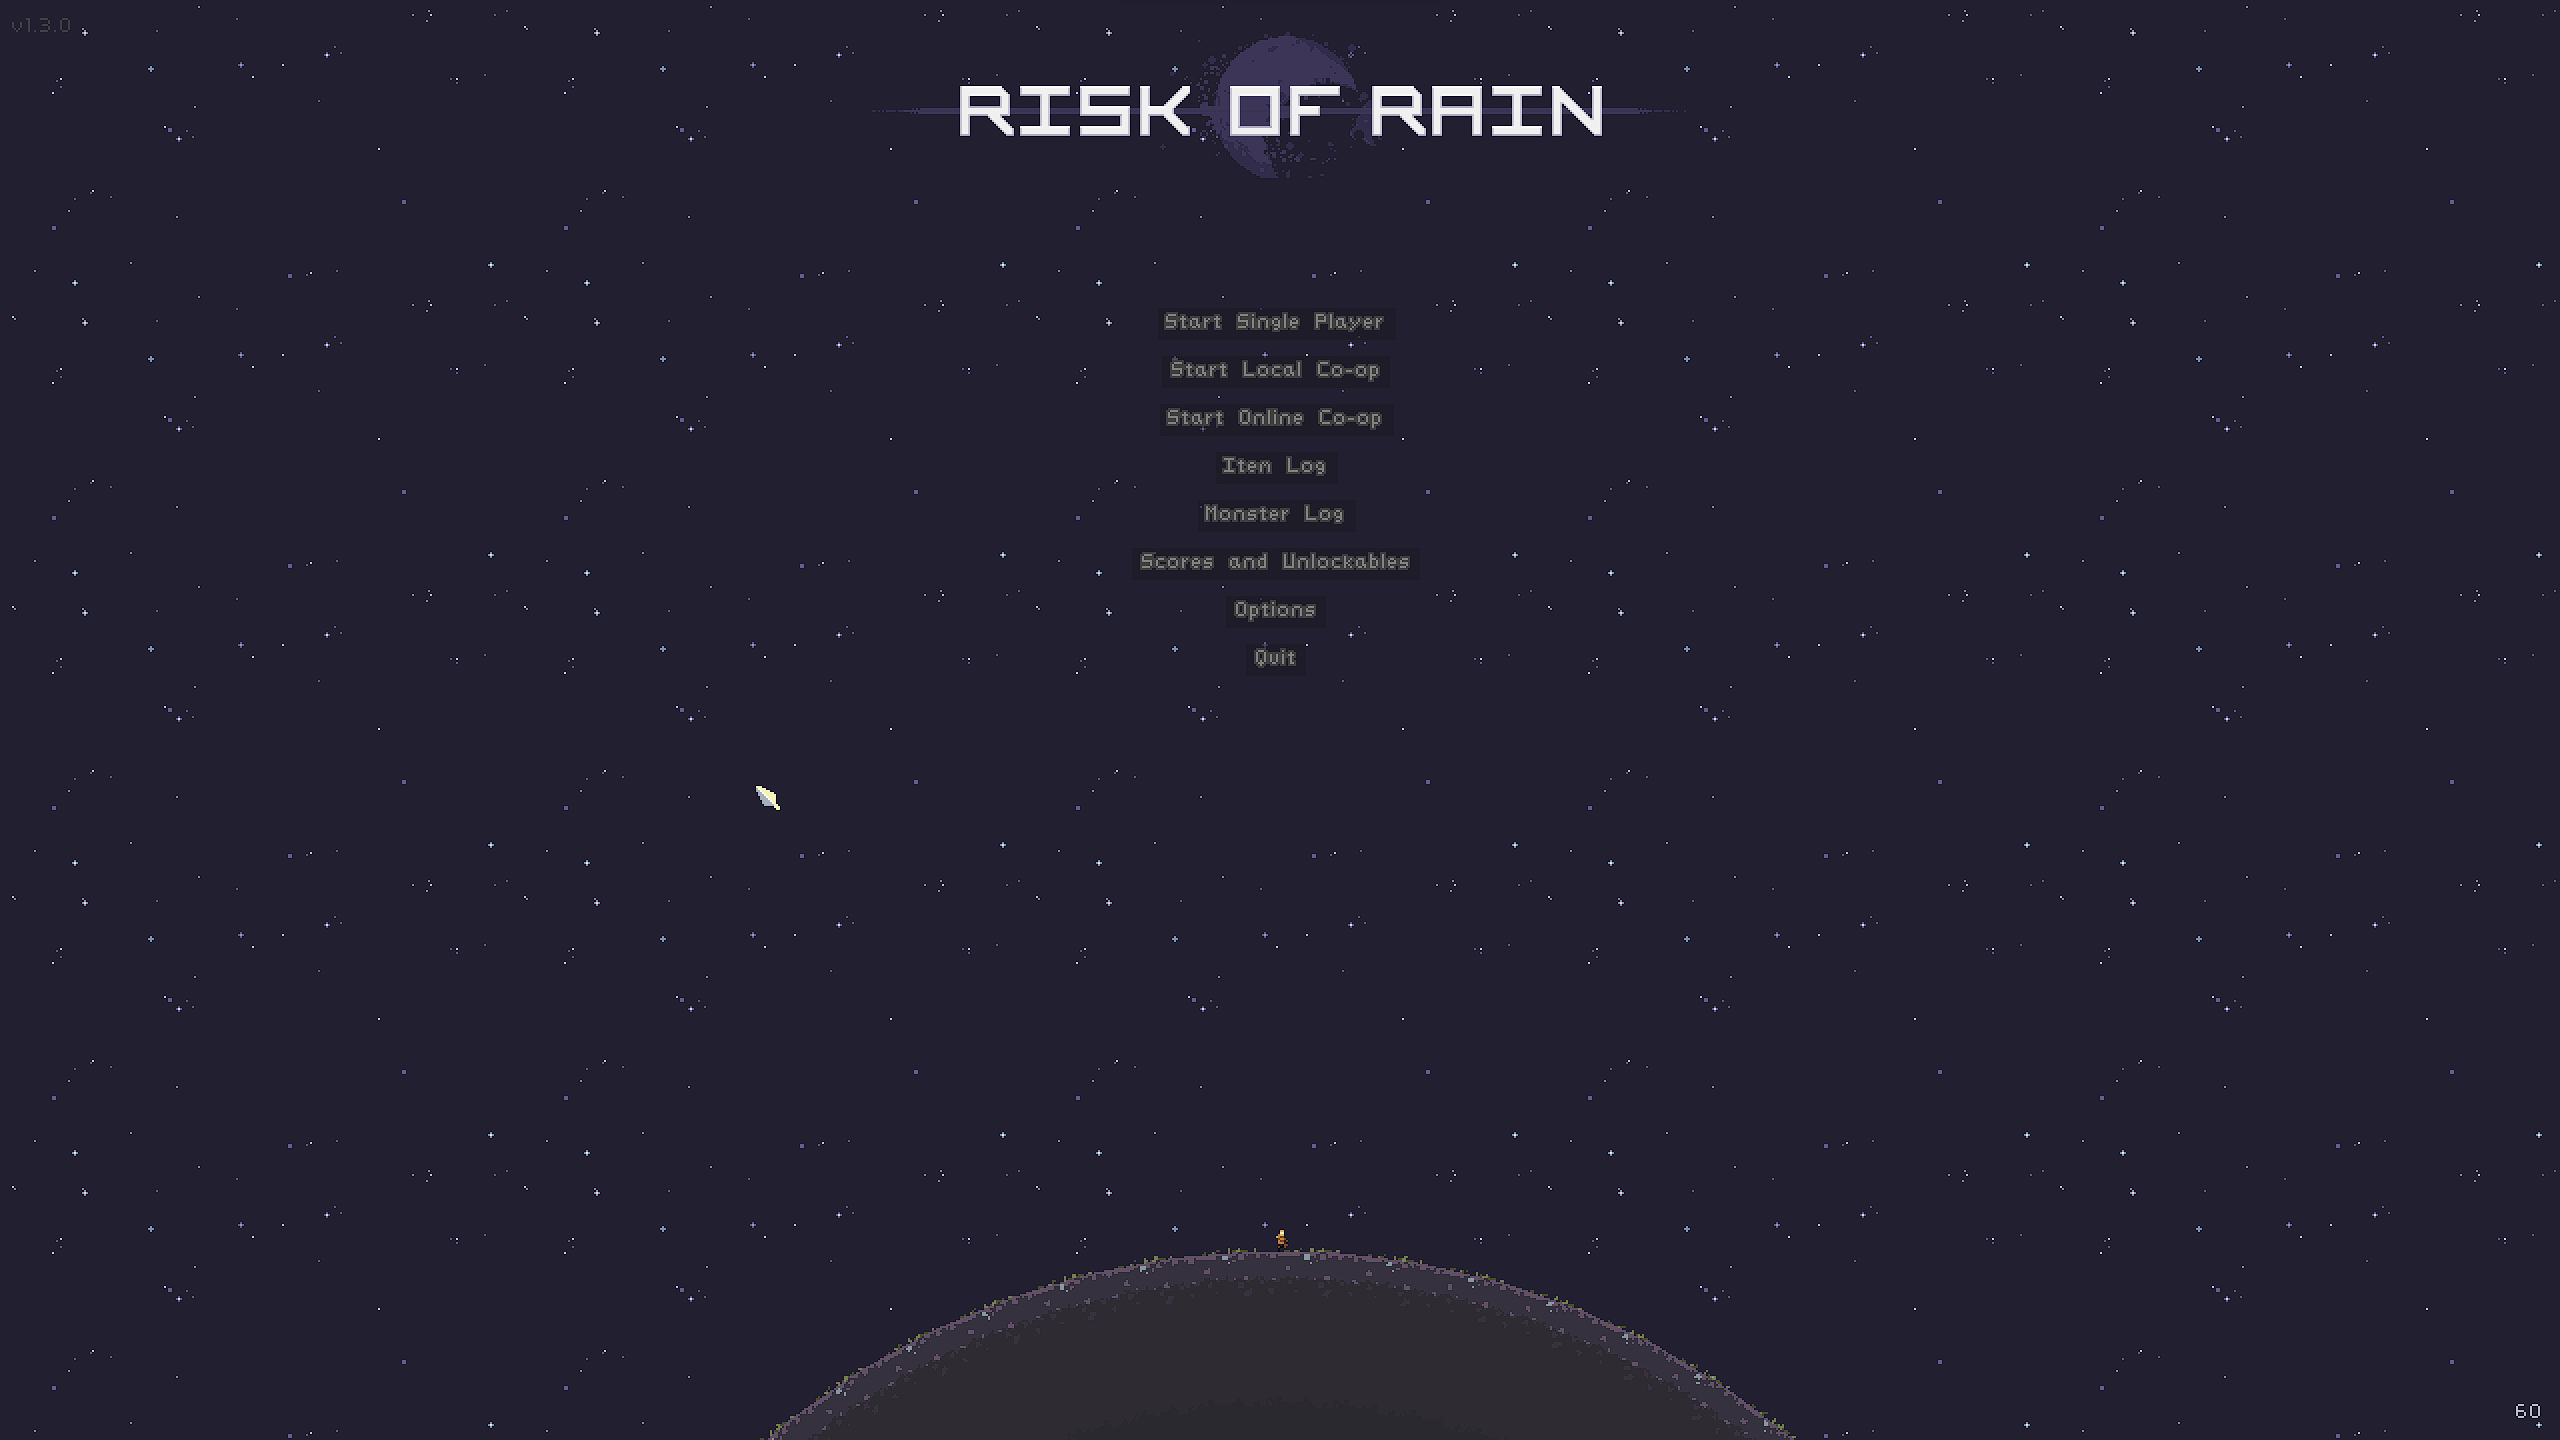 v1.3.0
RISK OF RAIN
Start Single Player
Start Local Co-op
Start Online Co-op
Item Log
Monster Log
Scores and Unlockables
Options
Quit
60